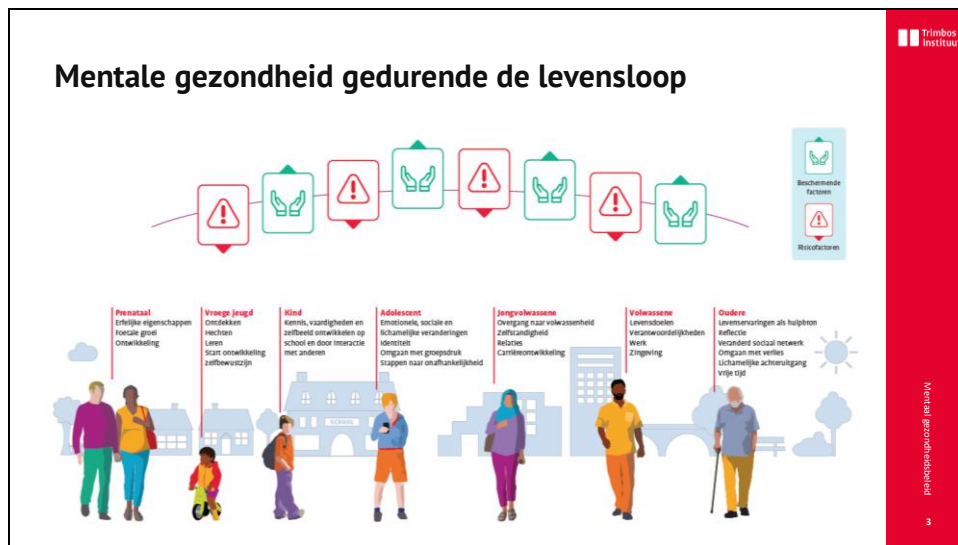 Trimbos
Instituut
Mentale gezondheid gedurende de levensloop
Beschermende
factoren
Risicofactoren
Prenataal
Erfelijke eigenschappen
Foetale groei
Ontwikkeling
Vroege jeugd
Ontdekken
Hechten
Leren
Start ontwikkeling
zelfbewustzijn
Kind
Kennis, vaardigheden en
zelfbeeld ontwikkelen op
school en door interactie
met anderen
Adolescent
Emotionele, sociale en
lichamelijke veranderingen
Identiteit
Omgaan met groepsdruk
Stappen naar onafhankelijkheid
Jongvolwassene
Overgang naar volwassenheid
Zelfstandigheid
Relaties
Carrièreontwikkeling
Volwassene
Levensdoelen
Verantwoordelijkheden
Werk
Zingeving
Oudere
Levenservaringen als hulpbron
Reflectie
Veranderd sociaal netwerk
Omgaan met verlies
Lichamelijke achteruitgang
Vrije tijd
SCHOOL
Mentaal gezondheidsbeleid
3